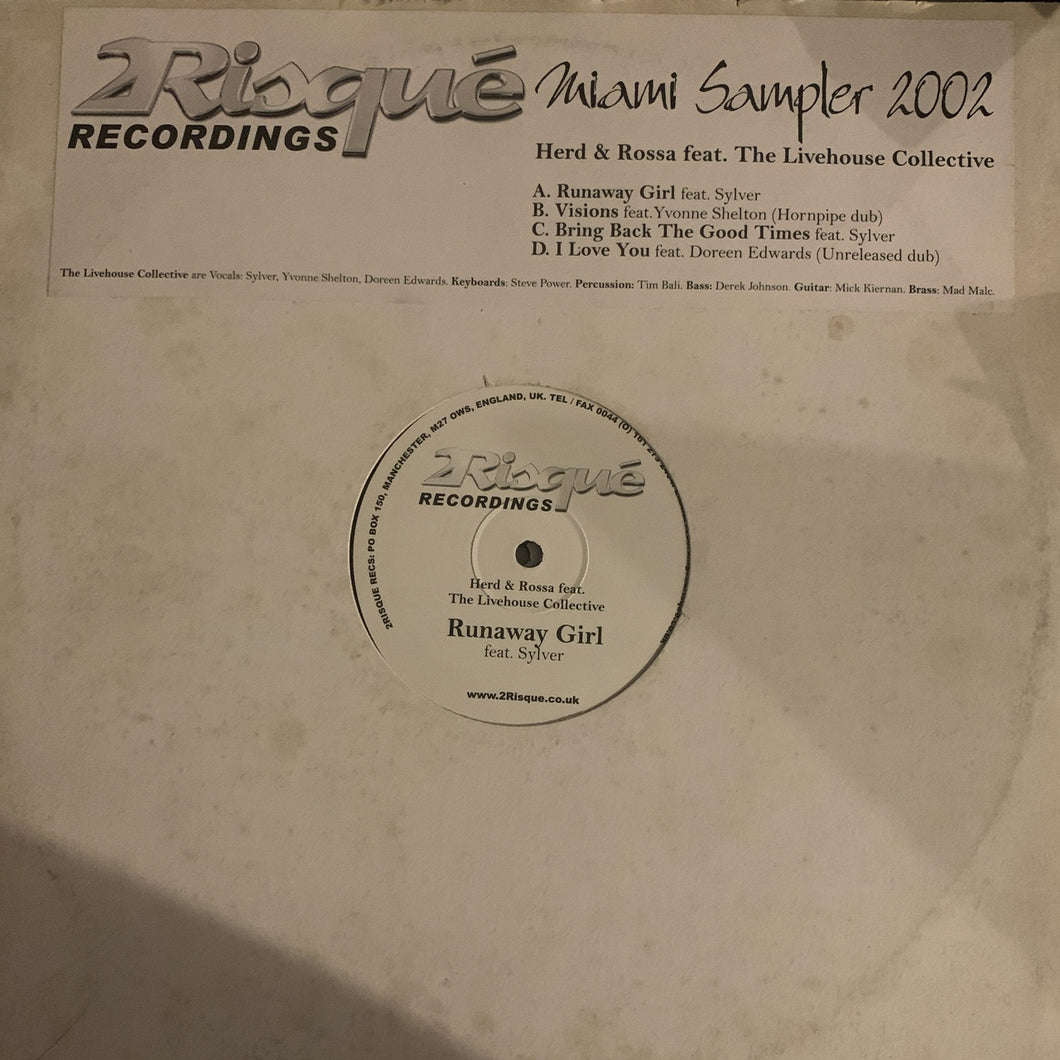 2Risqué
RECORDINGS
Miami Sampler 2002
Herd & Rossa feat. The Livehouse Collective
A. Runaway Girl feat. Sylver
B. Visions feat.Yvonne Shelton (Hornpipe dub)
C. Bring Back The Good Times feat. Sylver
D. I Love You feat. Doreen Edwards (Unreleased dub)
The Livehouse Collective are Vocals: Sylver, Yvonne Shelton, Doreen Edwards. Keyboards: Steve Power. Percussion: Tim Bali. Bass: Derek Johnson. Guitar: Mick Kiernan. Brass: Mad Malc.
2RISQUE RECS: PO BOX 150, MANCHESTER, M27 OWS, ENGLAND, UK. TEL / FAX 0044 (O) 161
2Risqué
RECORDINGS
Herd & Rossa feat.
The Livehouse Collective
Runaway Girl
feat. Sylver
www.2Risque.co.uk